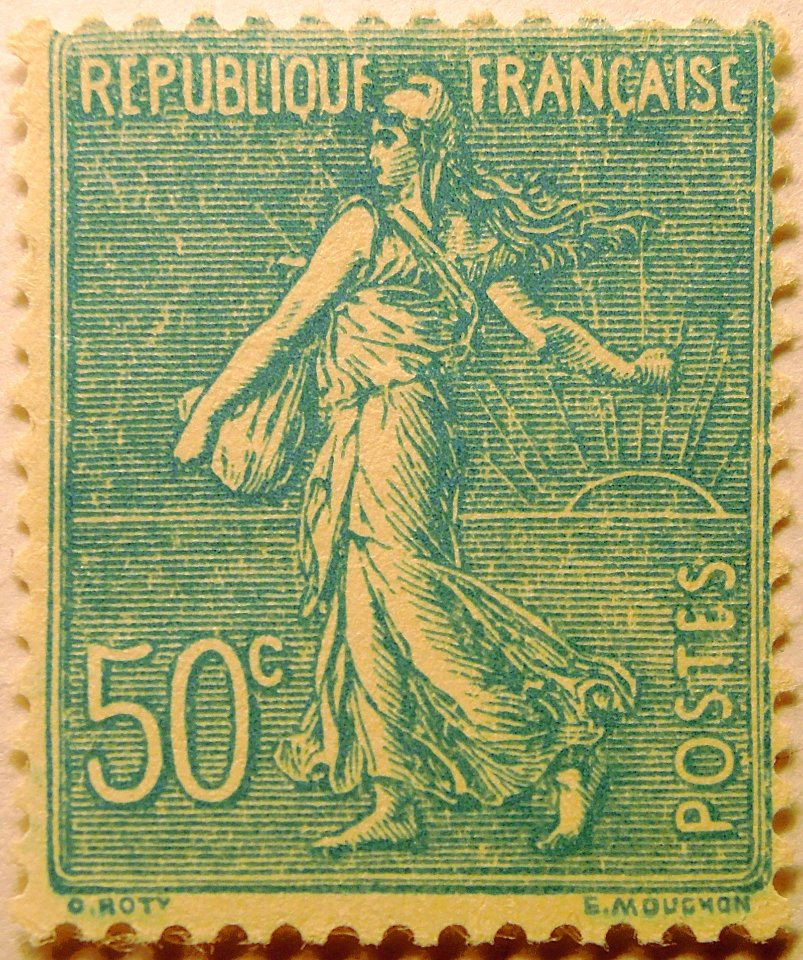 REPUBLIQUE FRANÇAISE
50c
POSTES
O. ROTY
E. MOUCHON